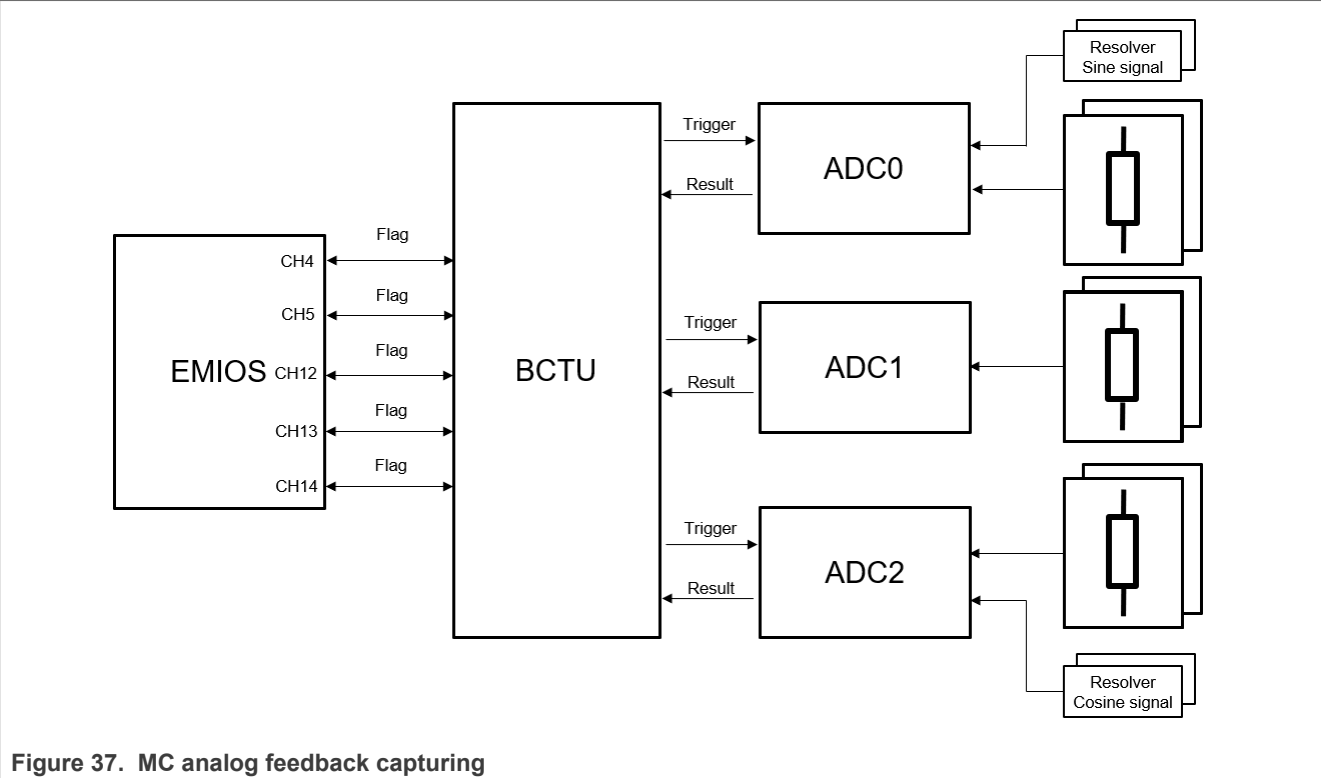 Resolver
Sine signal
Trigger
ADC0
Result
Flag
CH4
Flag
CH5
Trigger
Flag
EMIOS
CH12
BCTU
ADC1
Result
Flag
CH13
Flag
CH14
Trigger
ADC2
Result
Resolver
Cosine signal
Figure 37. MC analog feedback capturing